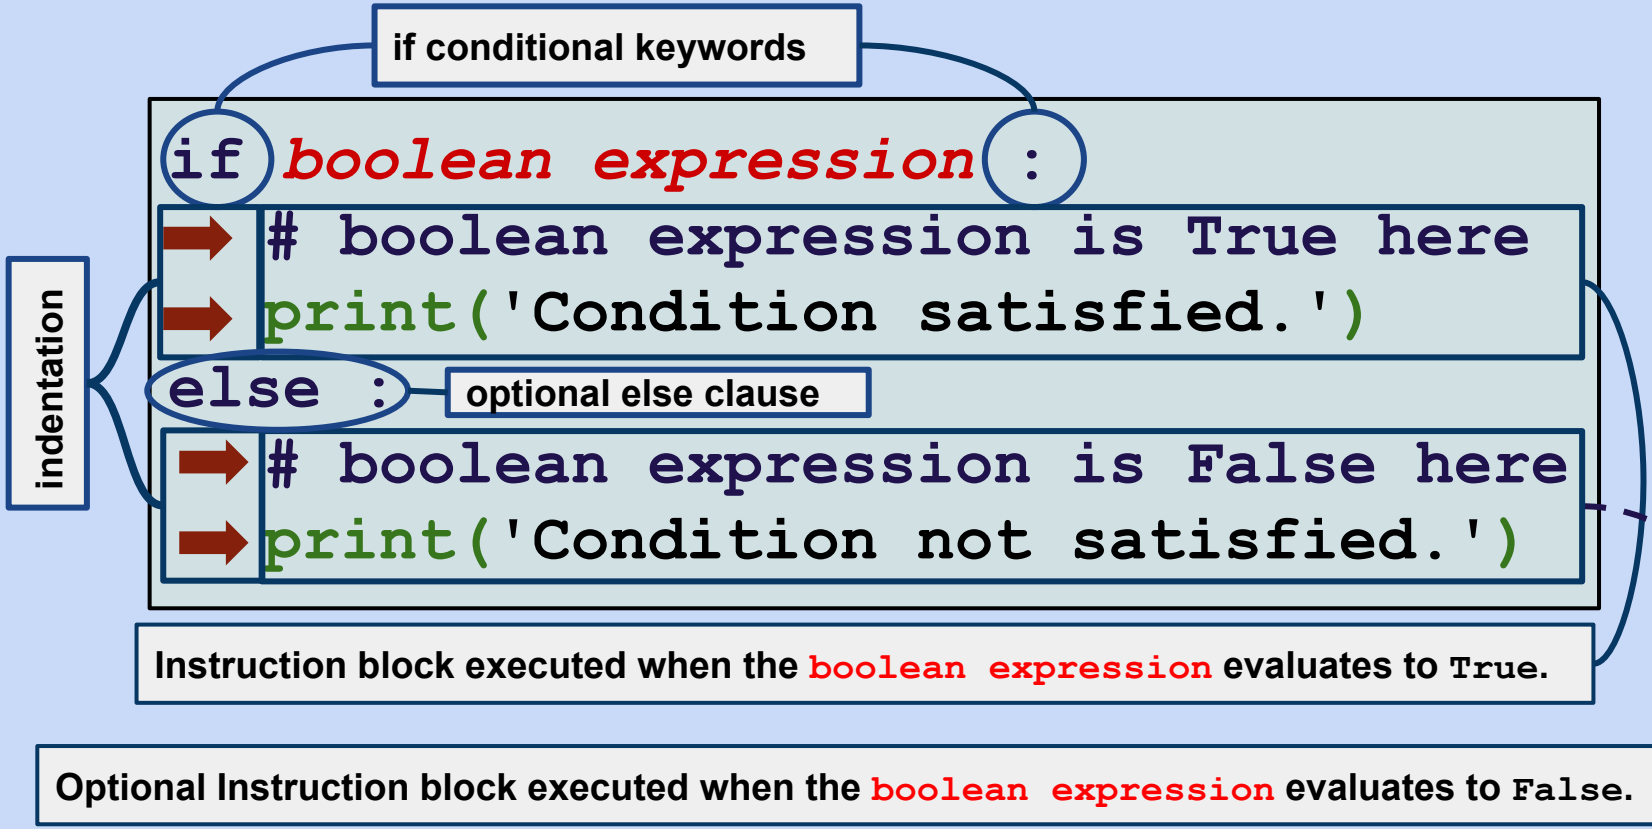 if conditional keywords
if boolean expression :
# boolean expression is True here
print('Condition satisfied.')
indentation
else :
optional else clause
# boolean expression is False here
print('Condition not satisfied.')
Instruction block executed when the boolean expression evaluates to True.
Optional Instruction block executed when the boolean expression evaluates to False.